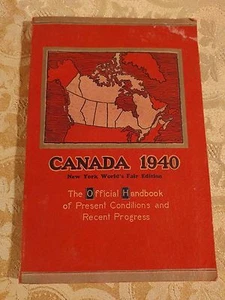 CANADA 1940
New York World's Fair Edition
The Official Handbook
of Present Conditions and
Recent Progress